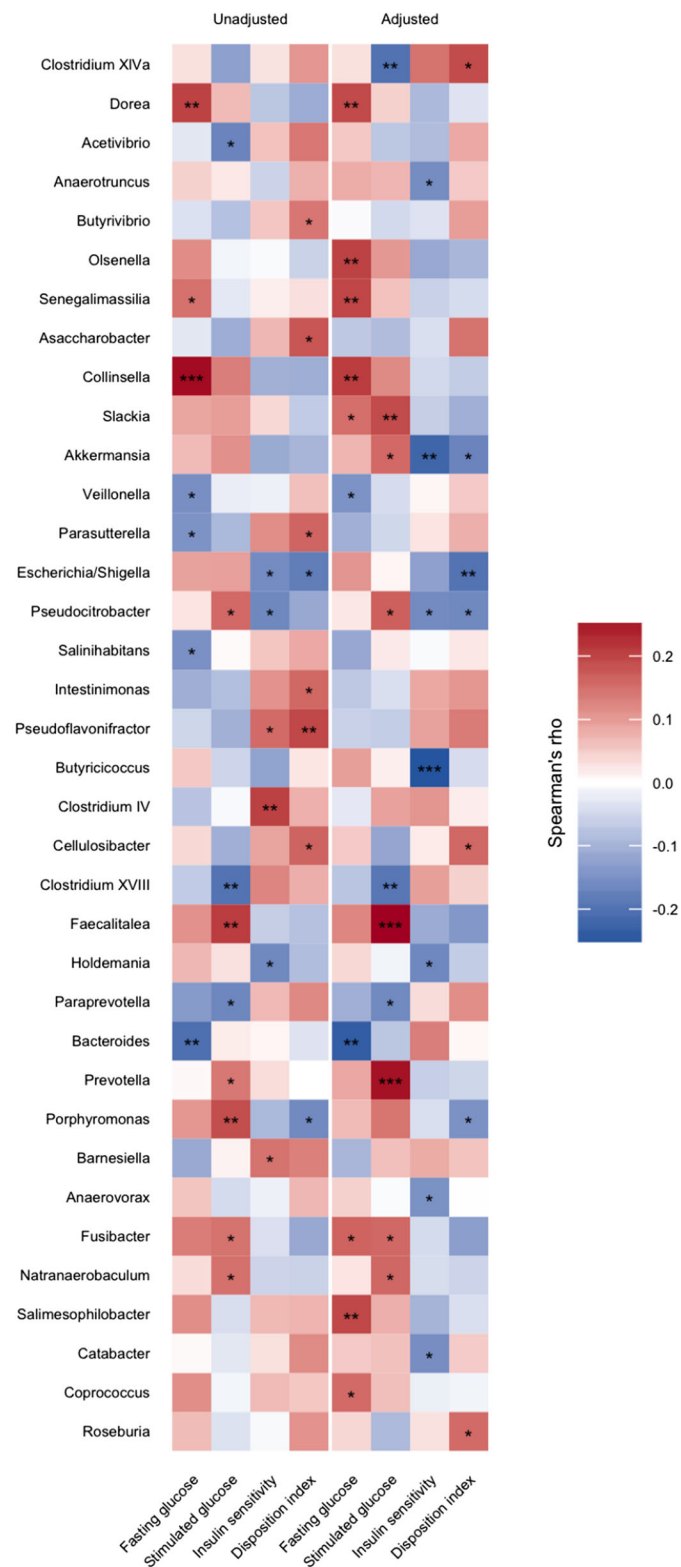 Unadjusted Adjusted
Clostridium XIVa ** *
Dorea ** **
Acetivibrio *
Anaerotruncus *
Butyrivibrio *
Olsenella **
Senegalimassilia * **
Asaccharobacter *
Collinsella *** **
Slackia * **
Akkermansia * ** *
Veillonella * *
Parasutterella * *
Escherichia/Shigella * * **
Pseudocitrobacter * * * * *
Salinihabitans *
Intestinimonas *
Pseudoflavonifractor * **
Butyricicoccus ***
Clostridium IV **
Cellulosibacter * *
Clostridium XVIII ** **
Faecalitalea ** ***
Holdemania * *
Paraprevotella * *
Bacteroides ** **
Prevotella * ***
Porphyromonas ** * *
Barnesiella *
Anaerovorax *
Fusibacter * * *
Natranaerobaculum * *
Salimesophilobacter **
Catabacter *
Coprococcus *
Roseburia *
Fasting glucose
Stimulated glucose
Insulin sensitivity
Disposition index
Fasting glucose
Stimulated glucose
Insulin sensitivity
Disposition index
Spearman's rho
0.2
0.1
0.0
-0.1
-0.2